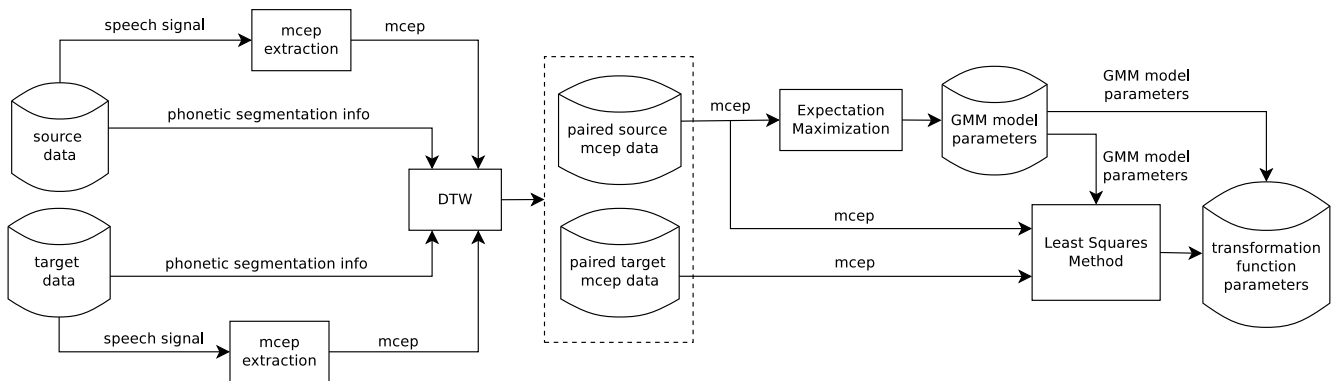 speech signal
mcep
extraction
mcep
source
data
phonetic segmentation info
DTW
target
data
phonetic segmentation info
speech signal
mcep
extraction
mcep
paired source
mcep data
paired target
mcep data
mcep
Expectation
Maximization
GMM model
parameters
GMM model
parameters
GMM model
parameters
mcep
mcep
Least Squares
Method
transformation
function
parameters